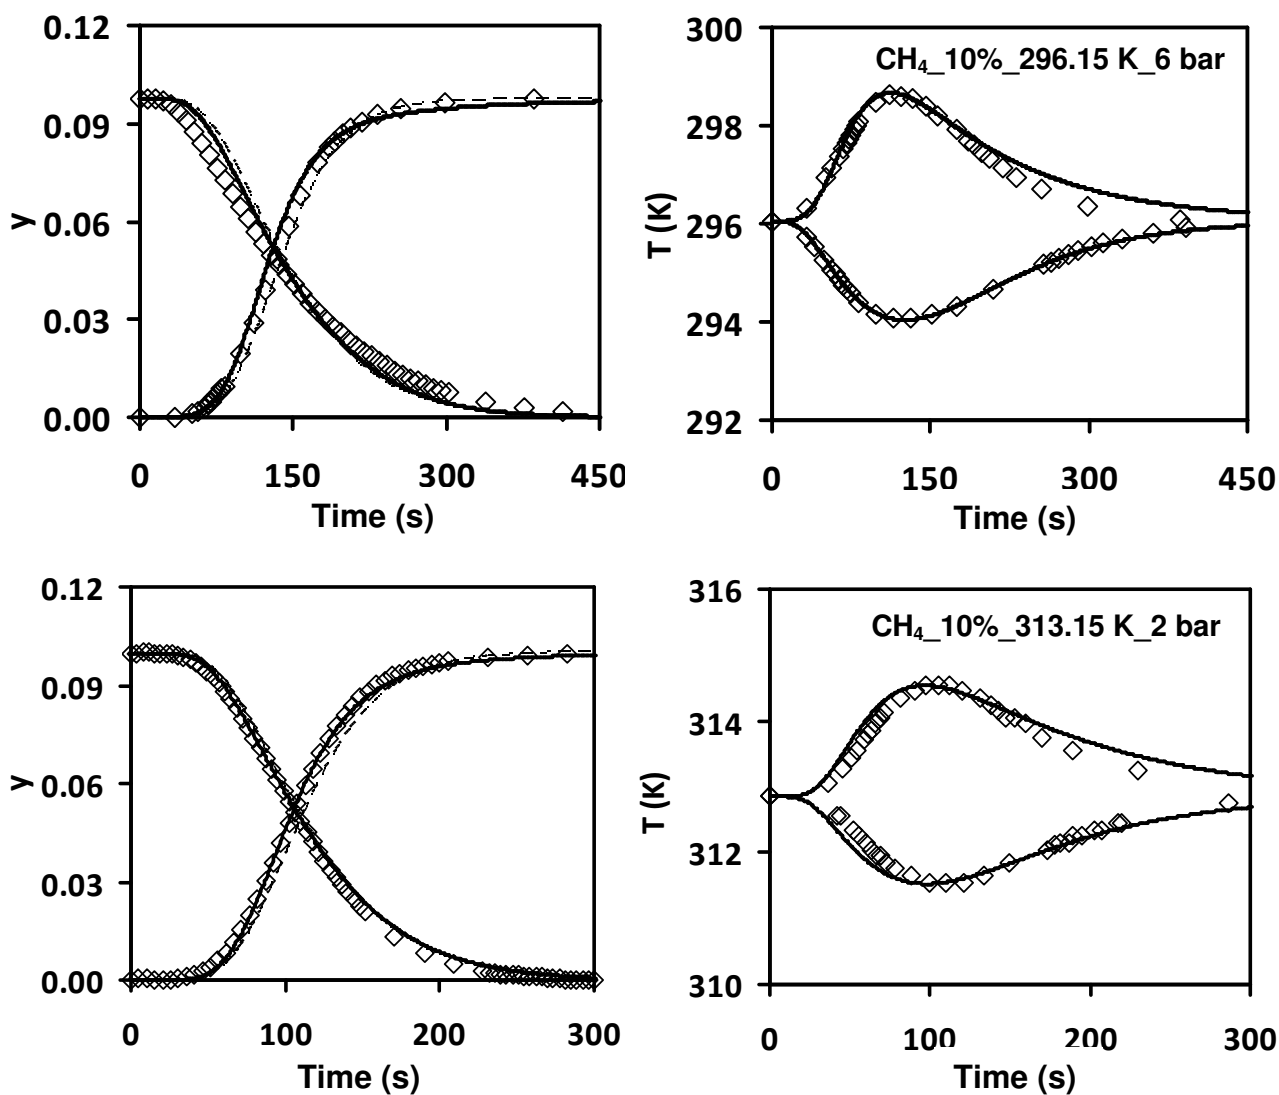 0.12
0.09
0.06
0.03
0.00
y
0 150 300 450
Time (s)
300
298
296
294
292
T (K)
CH₄_10%_296.15 K_6 bar
0 150 300 450
Time (s)
0.12
0.09
0.06
0.03
0.00
y
0 100 200 300
Time (s)
316
314
312
310
T (K)
CH₄_10%_313.15 K_2 bar
0 100 200 300
Time (s)